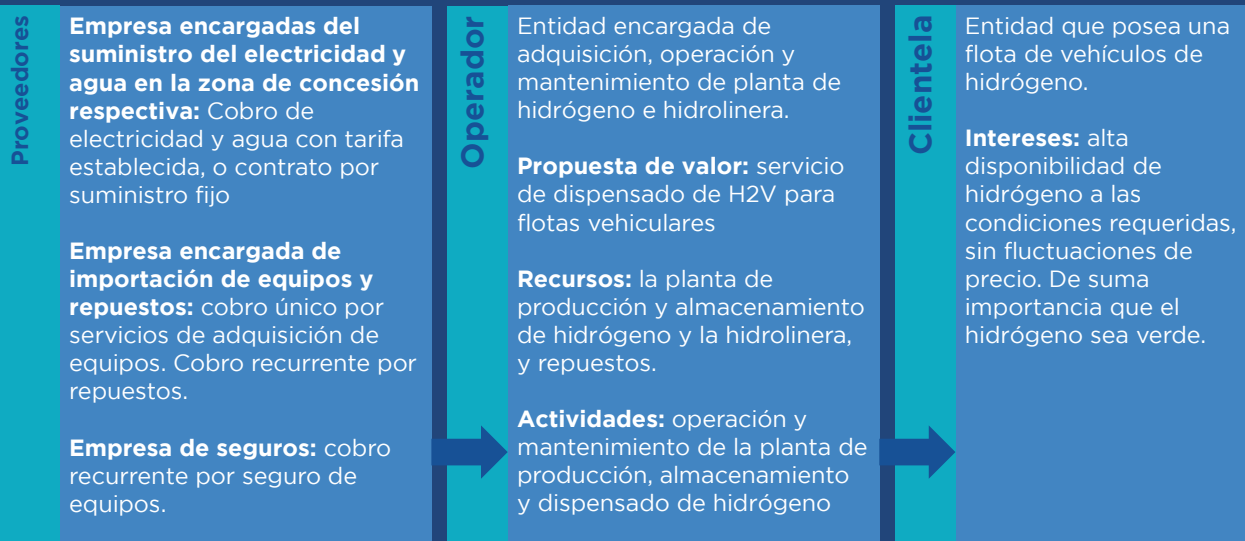 Proveedores
Empresa encargadas del
suministro del electricidad y
agua en la zona de concesión
respectiva: Cobro de
electricidad y agua con tarifa
establecida, o contrato por
suministro fijo
Empresa encargada de
importación de equipos y
repuestos: cobro único por
servicios de adquisición de
equipos. Cobro recurrente por
repuestos.
Empresa de seguros: cobro
recurrente por seguro de
equipos.
Operador
Entidad encargada de
adquisición, operación y
mantenimiento de planta de
hidrógeno e hidrolinera.
Propuesta de valor: servicio
de dispensado de H2V para
flotas vehiculares
Recursos: la planta de
producción y almacenamiento
de hidrógeno y la hidrolinera,
y repuestos.
Actividades: operación y
mantenimiento de la planta de
producción, almacenamiento
y dispensado de hidrógeno
Clientela
Entidad que posea una
flota de vehículos de
hidrógeno.
Intereses: alta
disponibilidad de
hidrógeno a las
condiciones requeridas,
sin fluctuaciones de
precio. De suma
importancia que el
hidrógeno sea verde.